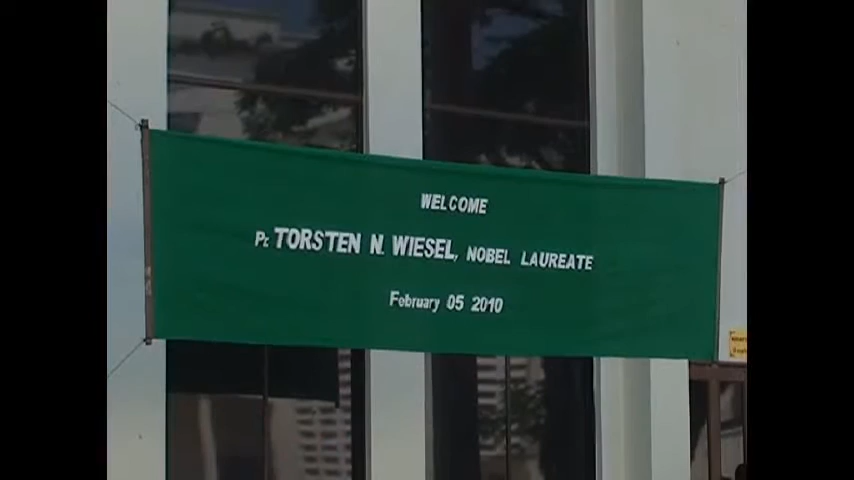 WELCOME
Pr. TORSTEN N. WIESEL, NOBEL LAUREATE
February 05 2010